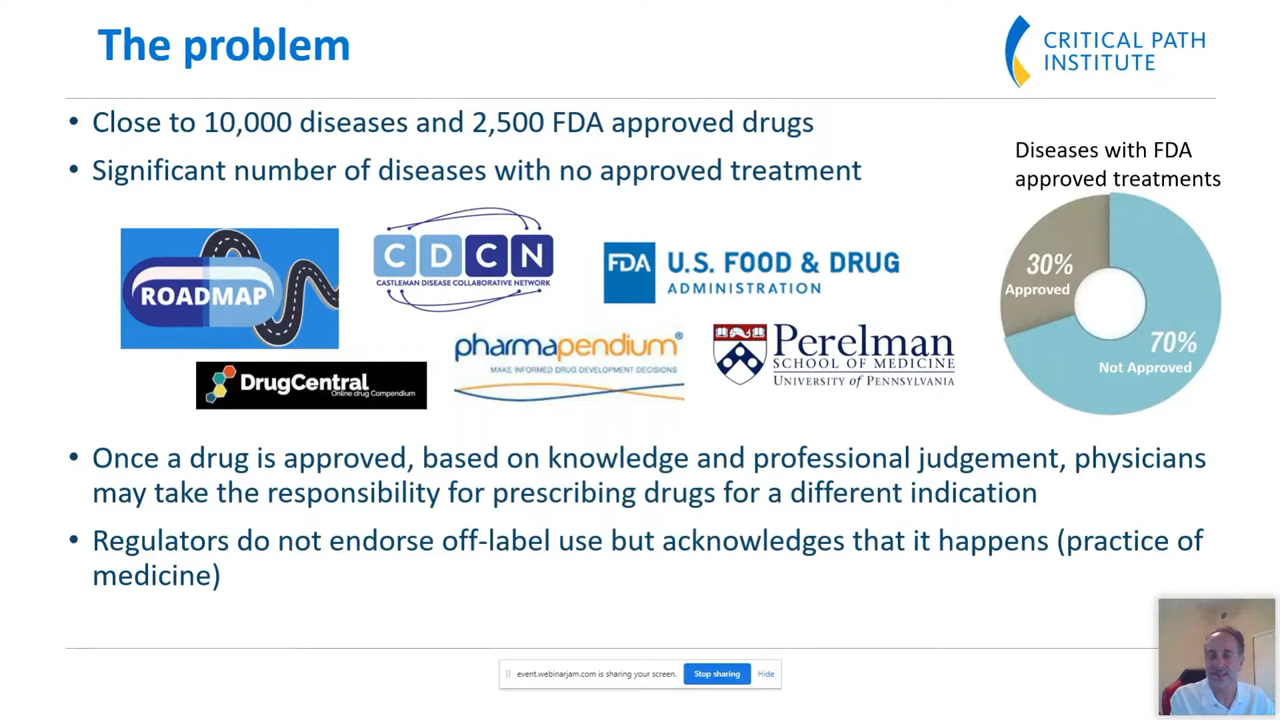 The problem
CRITICAL PATH
INSTITUTE
• Close to 10,000 diseases and 2,500 FDA approved drugs
• Significant number of diseases with no approved treatment
Diseases with FDA
approved treatments
ROADMAP
CDCN
CASTLEMAN DISEASE COLLABORATIVE NETWORK
FDA U.S. FOOD & DRUG
ADMINISTRATION
30%
Approved
70%
Not Approved
DrugCentral
Online drug Compendium
pharmapendium®
MAKE INFORMED DRUG DEVELOPMENT DECISIONS
Perelman
SCHOOL OF MEDICINE
UNIVERSITY of PENNSYLVANIA
• Once a drug is approved, based on knowledge and professional judgement, physicians
may take the responsibility for prescribing drugs for a different indication
• Regulators do not endorse off-label use but acknowledges that it happens (practice of
medicine)
event.webinarjam.com is sharing your screen.
Stop sharing
Hide